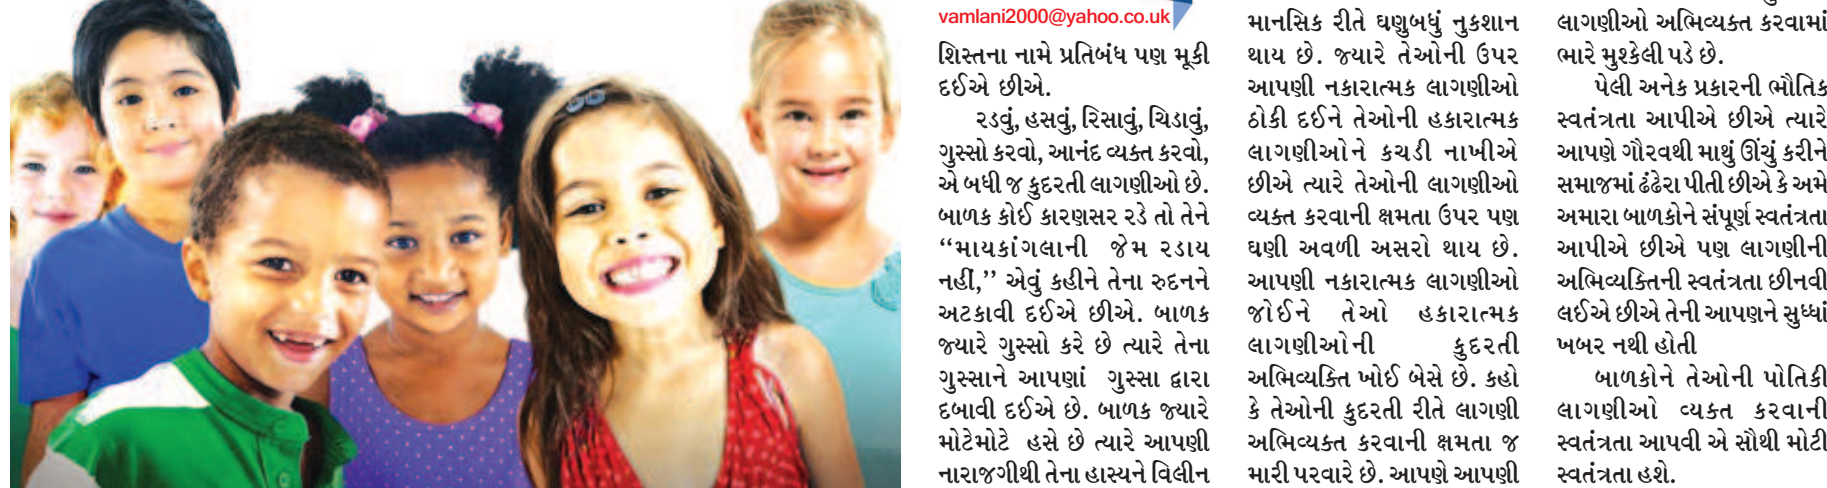 vamlani2000@yahoo.co.uk
શિસ્તના નામે પ્રતિબંધ પણ મૂકી
દઈએ છીએ.
રડવું, હસવું, રિસાવું, ચિડાવું,
ગુસ્સો કરવો, આનંદ વ્યક્ત કરવો,
એ બધી જ કુદરતી લાગણીઓ છે.
બાળક કોઈ કારણસર રડે તો તેને
“માયકાંગલાની જેમ રડાય
નહીં,” એવું કહીને તેના રુદનને
અટકાવી દઈએ છીએ. બાળક
જ્યારે ગુસ્સો કરે છે ત્યારે તેના
ગુસ્સાને આપણાં ગુસ્સા દ્વારા
દબાવી દઈએ છે. બાળક જ્યારે
મોટેમોટે હસે છે ત્યારે આપણી
નારાજગીથી તેના હાસ્યને વિલીન
માનસિક રીતે ઘણુબધું નુકશાન
થાય છે. જ્યારે તેઓની ઉપર
આપણી નકારાત્મક લાગણીઓ
ઠોકી દઈને તેઓની હકારાત્મક
લાગણીઓને કચડી નાખીએ
છીએ ત્યારે તેઓની લાગણીઓ
વ્યક્ત કરવાની ક્ષમતા ઉપર પણ
ઘણી અવળી અસરો થાય છે.
આપણી નકારાત્મક લાગણીઓ
જોઈને તેઓ હકારાત્મક
લાગણીઓની કુદરતી
અભિવ્યક્તિ ખોઈ બેસે છે. કહો
કે તેઓની કુદરતી રીતે લાગણી
અભિવ્યક્ત કરવાની ક્ષમતા જ
મારી પરવારે છે. આપણે આપણી
લાગણીઓ અભિવ્યક્ત કરવામાં
ભારે મુશ્કેલી પડે છે.
પેલી અનેક પ્રકારની ભૌતિક
સ્વતંત્રતા આપીએ છીએ ત્યારે
આપણે ગૌરવથી માથું ઊંચું કરીને
સમાજમાં ઢંઢેરા પીતી છીએ કે અમે
અમારા બાળકોને સંપૂર્ણ સ્વતંત્રતા
આપીએ છીએ પણ લાગણીની
અભિવ્યક્તિની સ્વતંત્રતા છીનવી
લઈએ છીએ તેની આપણને સુધ્ધાં
ખબર નથી હોતી
બાળકોને તેઓની પોતિકી
લાગણીઓ વ્યક્ત કરવાની
સ્વતંત્રતા આપવી એ સૌથી મોટી
સ્વતંત્રતા હશે.